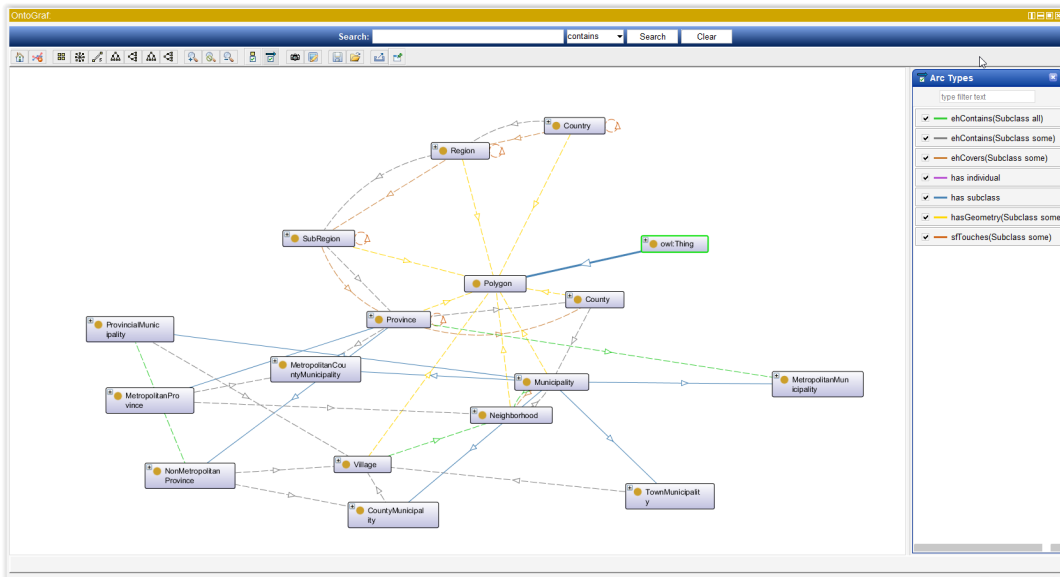 OntoGraf:
Search:
contains
Search
Clear
Arc Types
type filter text
ehContains(Subclass all)
ehContains(Subclass some)
ehCovers(Subclass some)
has individual
has subclass
hasGeometry(Subclass some
sfTouches(Subclass some)
Country
Region
SubRegion
owl:Thing
Polygon
County
Province
ProvincialMunic
ipality
MetropolitanCou
ntyMunicipality
Municipality
MetropolitanMun
icipality
MetropolitanPro
vince
Neighborhood
Village
NonMetropolitan
Province
TownMunicipalit
y
CountyMunicipal
ity